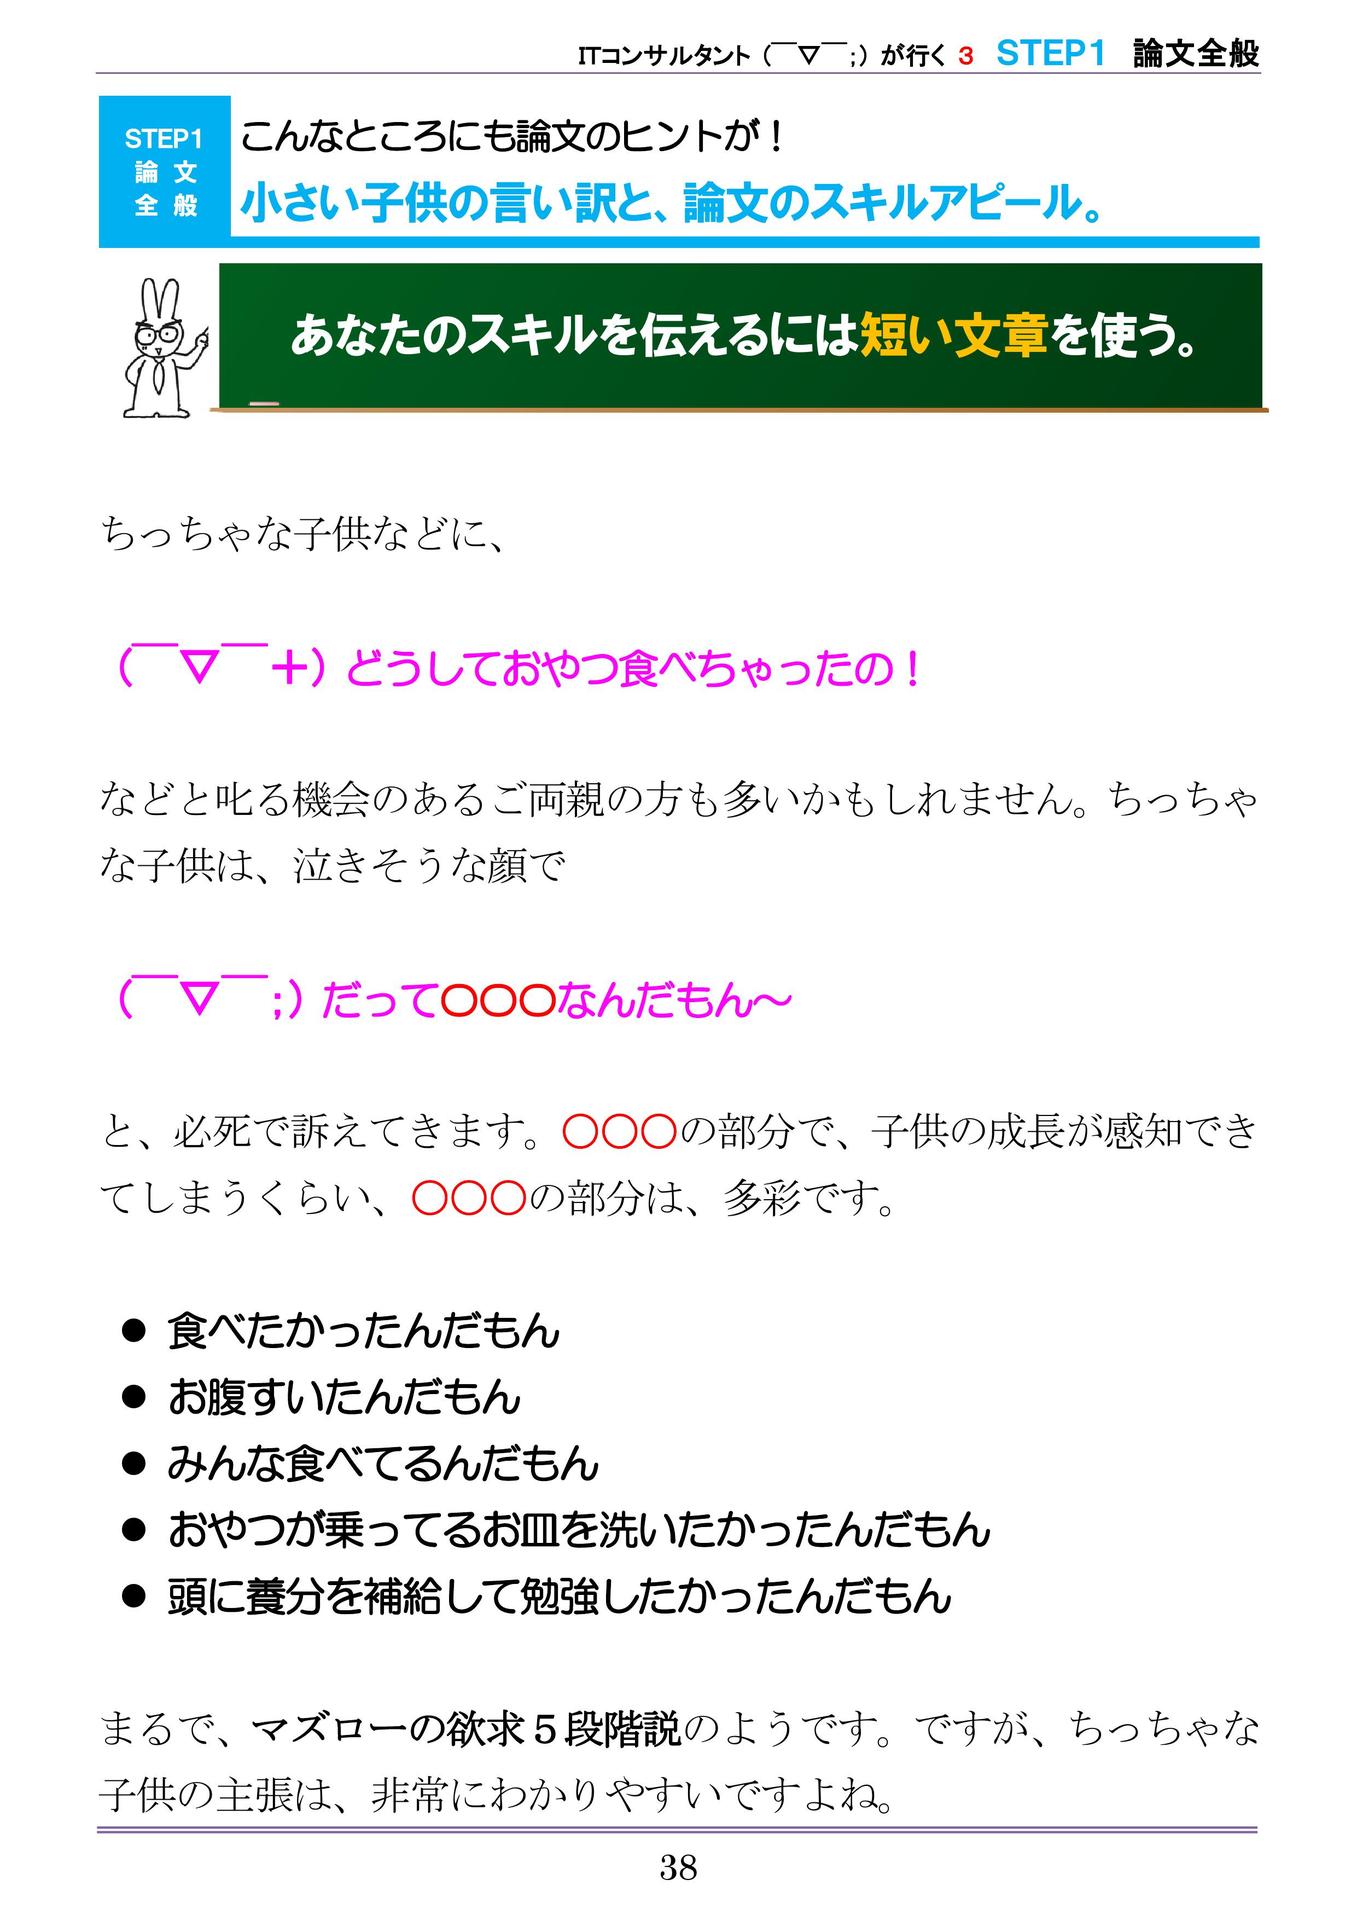 ITコンサルタント（￣▽￣；）が行く 3 STEP1 論文全般
STEP1
論文
全般
こんなところにも論文のヒントが！
小さい子供の言い訳と、論文のスキルアピール。
あなたのスキルを伝えるには短い文章を使う。
ちっちゃな子供などに、
（￣▽￣＋）どうしておやつ食べちゃったの！
などと叱る機会のあるご両親の方も多いかもしれません。ちっちゃ
な子供は、泣きそうな顔で
（￣▽￣；）だって〇〇〇なんだもん～
と、必死で訴えてきます。〇〇〇の部分で、子供の成長が感知でき
てしまうくらい、〇〇〇の部分は、多彩です。
● 食べたかったんだもん
● お腹すいたんだもん
● みんな食べてるんだもん
● おやつが乗ってるお皿を洗いたかったんだもん
● 頭に養分を補給して勉強したかったんだもん
まるで、マズローの欲求５段階説のようです。ですが、ちっちゃな
子供の主張は、非常にわかりやすいですよね。
38